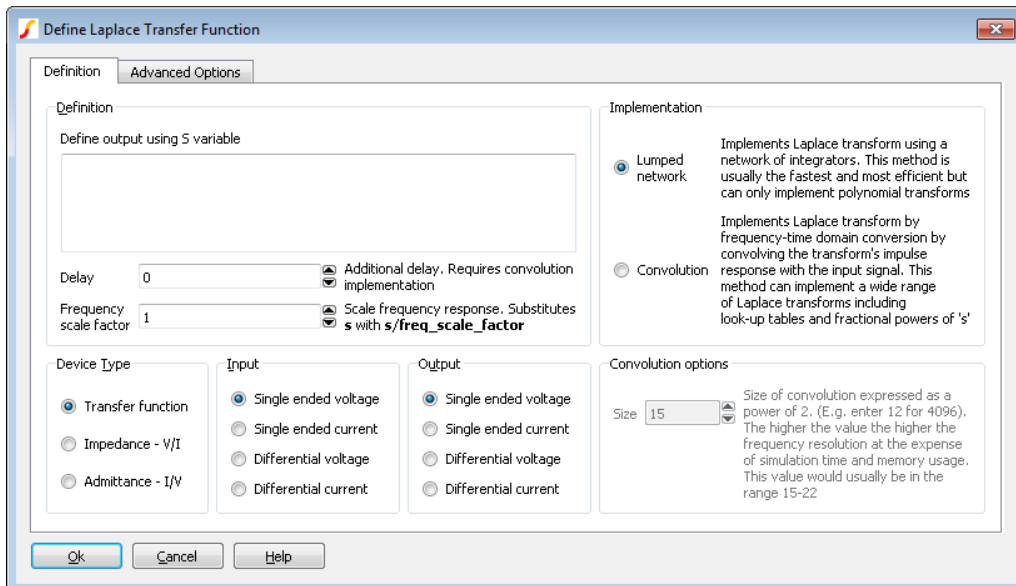 Define Laplace Transfer Function
Definition
Advanced Options
Definition
Define output using S variable
Delay
0
Additional delay. Requires convolution
implementation
Frequency
scale factor
1
Scale frequency response. Substitutes
s with s/freq_scale_factor
Implementation
Lumped
network
Implements Laplace transform using a
network of integrators. This method is
usually the fastest and most efficient but
can only implement polynomial transforms
Convolution
Implements Laplace transform by
frequency-time domain conversion by
convolving the transform's impulse
response with the input signal. This
method can implement a wide range
of Laplace transforms including
look-up tables and fractional powers of 's'
Device Type
Transfer function
Impedance - V/I
Admittance - I/V
Input
Single ended voltage
Single ended current
Differential voltage
Differential current
Output
Single ended voltage
Single ended current
Differential voltage
Differential current
Convolution options
Size
15
Size of convolution expressed as a
power of 2. (E.g. enter 12 for 4096).
The higher the value the higher the
frequency resolution at the expense
of simulation time and memory usage.
This value would usually be in the
range 15-22
Ok
Cancel
Help